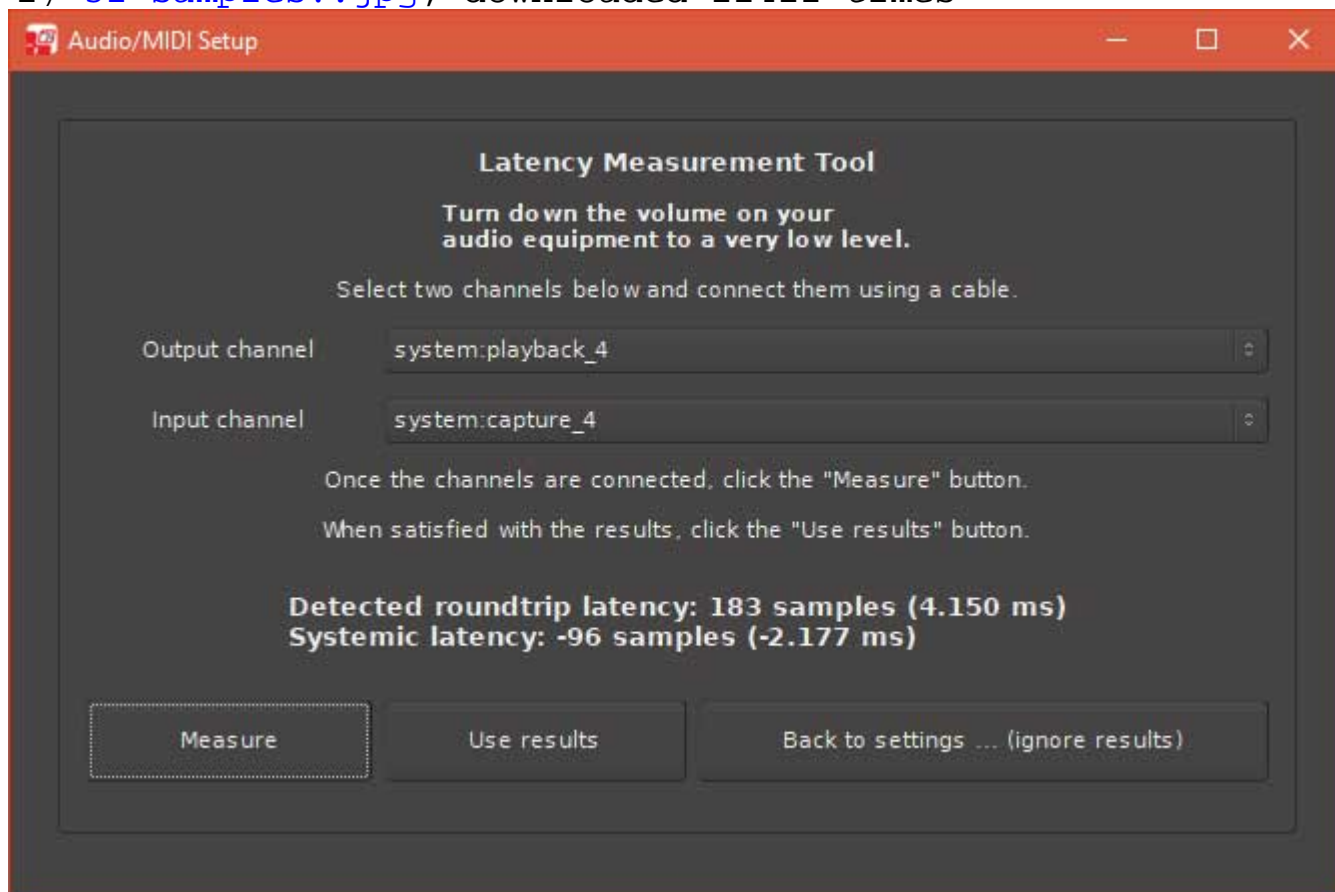 Audio/MIDI Setup
Latency Measurement Tool
Turn down the volume on your
audio equipment to a very low level.
Select two channels below and connect them using a cable.
Output channel system:playback_4
Input channel system:capture_4
Once the channels are connected, click the "Measure" button.
When satisfied with the results, click the "Use results" button.
Detected roundtrip latency: 183 samples (4.150 ms)
Systemic latency: -96 samples (-2.177 ms)
Measure Use results Back to settings ... (ignore results)